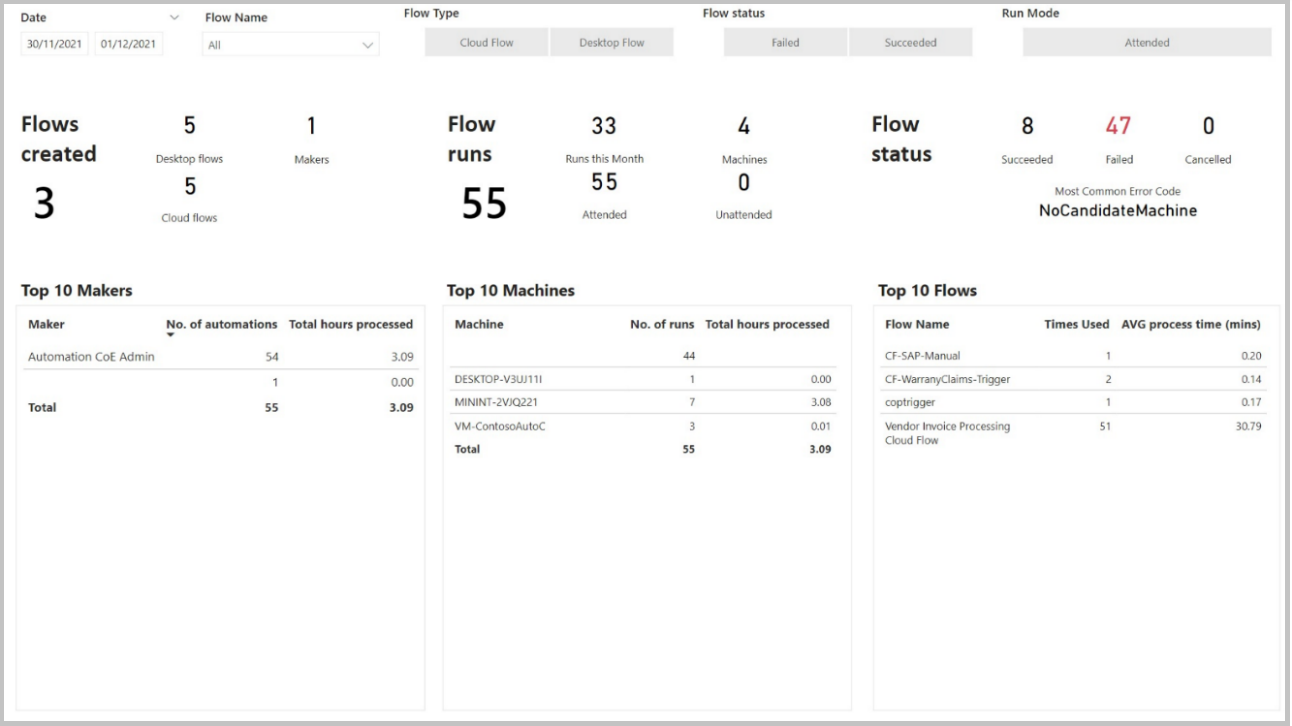 Date
Flow Name
Flow Type
Flow status
Run Mode
30/11/2021 01/12/2021
All
Cloud Flow
Desktop Flow
Failed
Succeeded
Attended
Flows
created
3
5
Desktop flows
5
Cloud flows
1
Makers
Flow
runs
55
33
Runs this Month
55
Attended
4
Machines
0
Unattended
Flow
status
8
Succeeded
47
Failed
0
Cancelled
Most Common Error Code
NoCandidateMachine
Top 10 Makers
Maker No. of automations Total hours processed
Automation CoE Admin 54 3.09
1 0.00
Total 55 3.09
Top 10 Machines
Machine No. of runs Total hours processed
44
DESKTOP-V3UJ11I 1 0.00
MININT-2VJQ221 7 3.08
VM-ContosoAutoC 3 0.01
Total 55 3.09
Top 10 Flows
Flow Name Times Used AVG process time (mins)
CF-SAP-Manual 1 0.20
CF-WarranyClaims-Trigger 2 0.14
coptrigger 1 0.17
Vendor Invoice Processing 51 30.79
Cloud Flow